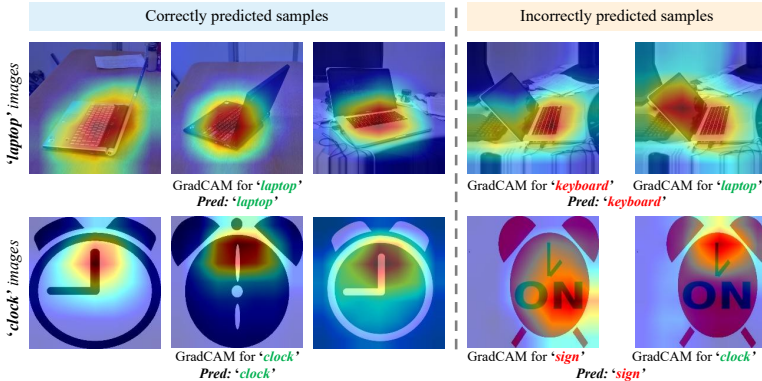 Correctly predicted samples
Incorrectly predicted samples
'laptop' images
GradCAM for 'laptop'
Pred: 'laptop'
GradCAM for 'keyboard'
GradCAM for 'laptop'
Pred: 'keyboard'
'clock' images
ON
ON
GradCAM for 'clock'
Pred: 'clock'
GradCAM for 'sign'
GradCAM for 'clock'
Pred: 'sign'